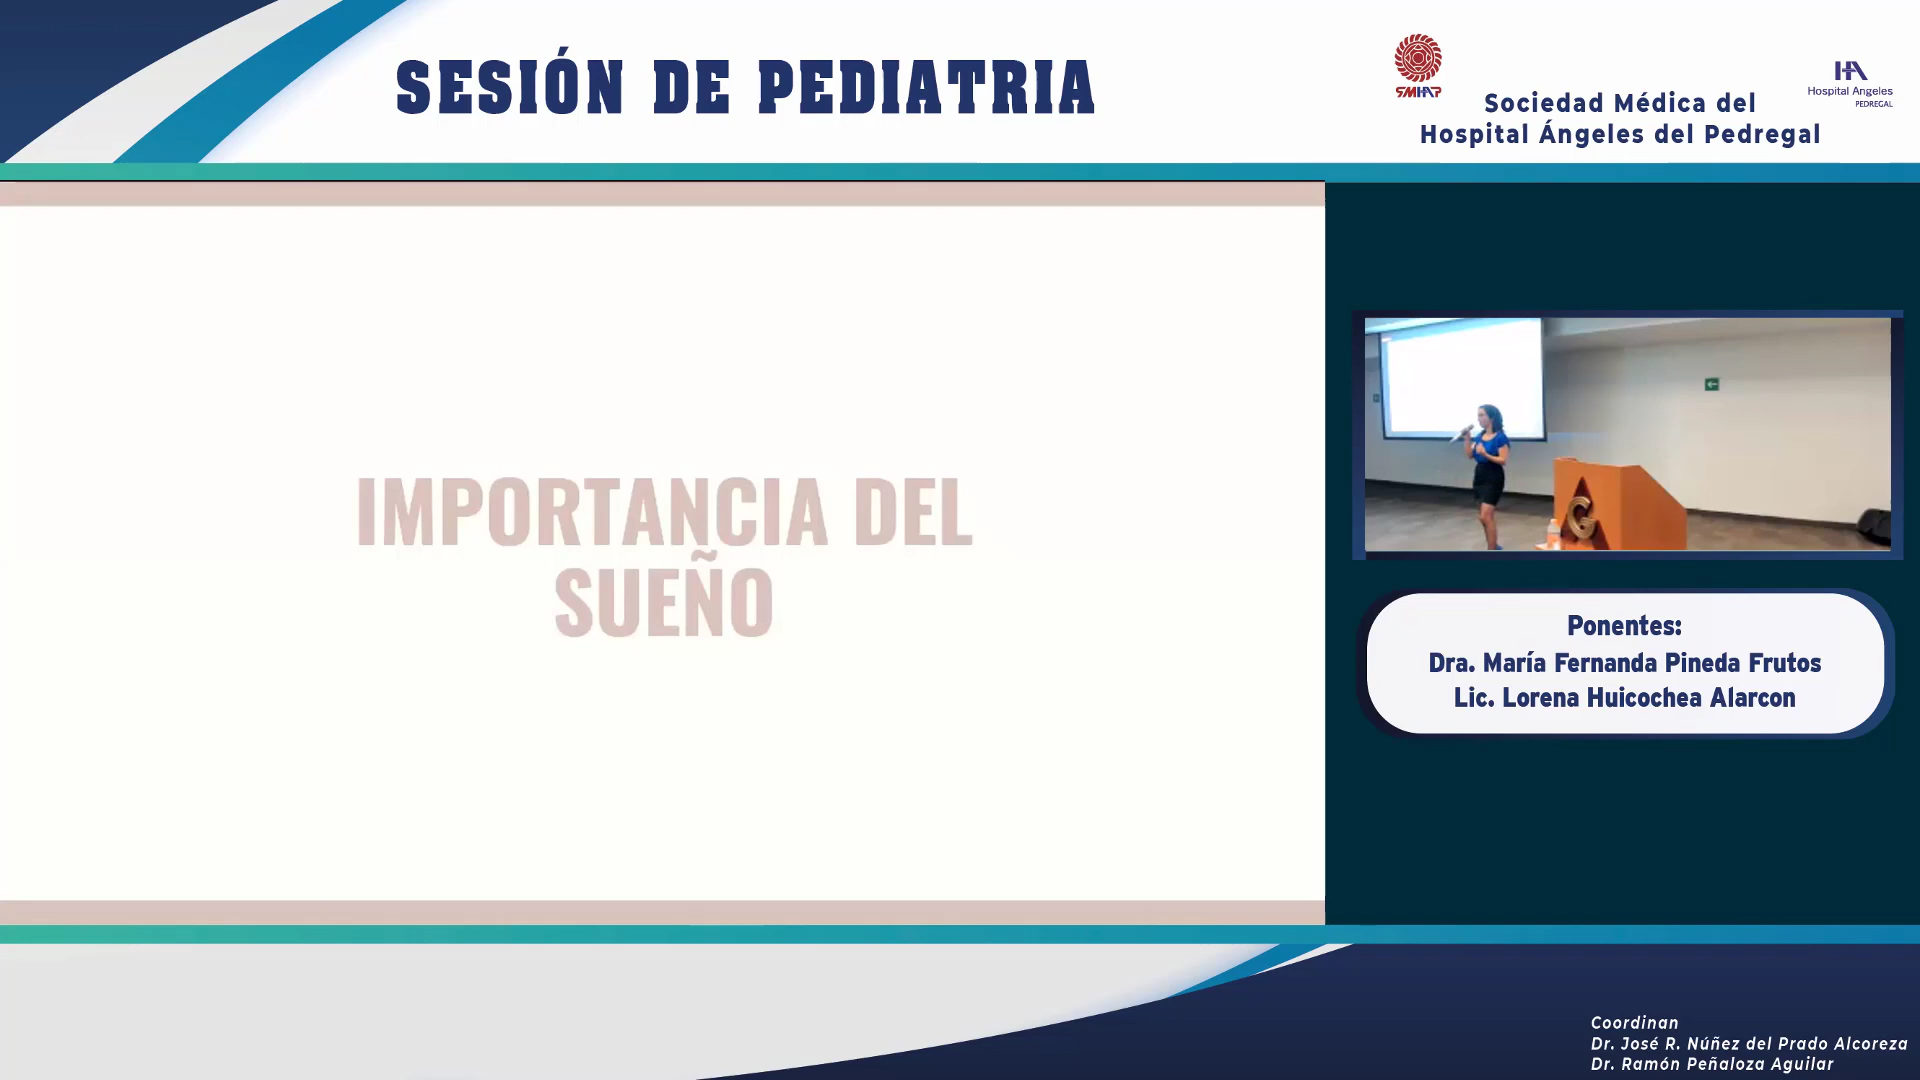 SESIÓN DE PEDIATRIA
SMHAP
Sociedad Médica del
Hospital Ángeles del Pedregal
HA
Hospital Angeles
PEDREGAL
IMPORTANCIA DEL
SUEÑO
Ponentes:
Dra. María Fernanda Pineda Frutos
Lic. Lorena Huicochea Alarcon
Coordinan
Dr. José R. Núñez del Prado Alcoreza
Dr. Ramón Peñaloza Aguilar